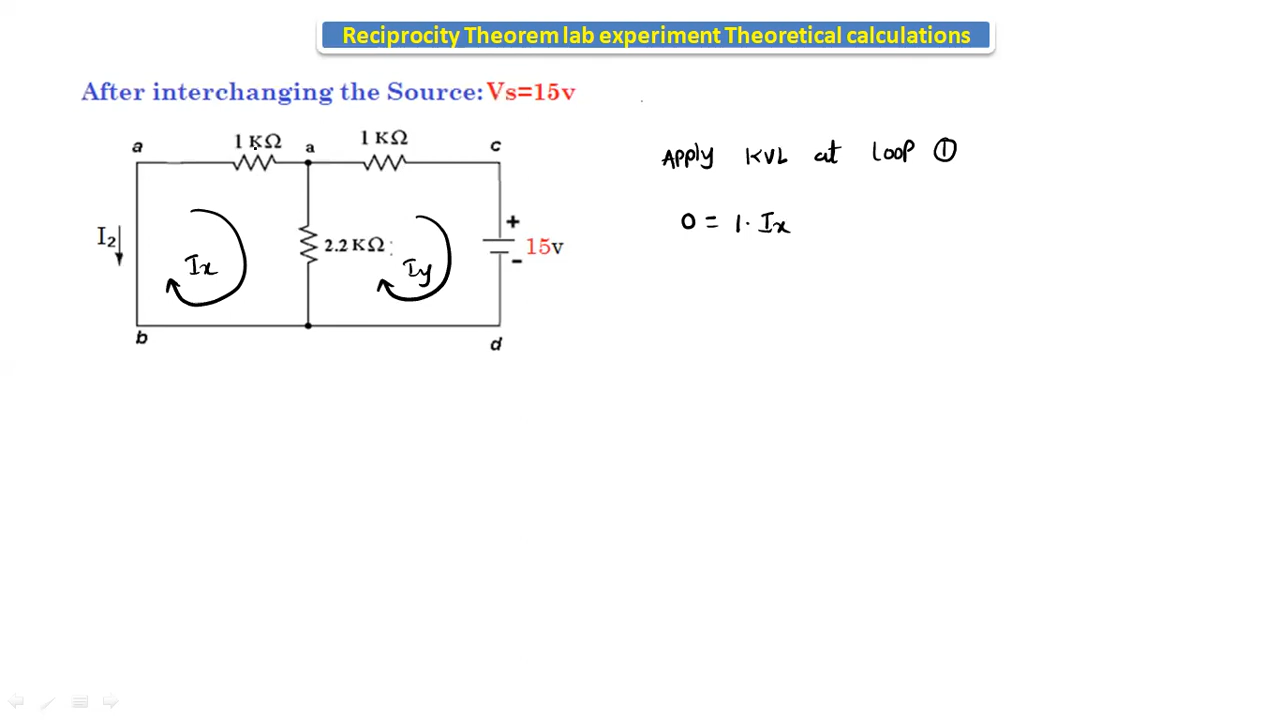 Reciprocity Theorem lab experiment Theoretical calculations
After interchanging the Source: Vs=15v
a
1 KΩ
a
1 KΩ
c
Apply KVL at Loop ①
0 = 1. Ix
I2
2.2 KΩ
+
15v
-
Ix
Iy
b
d